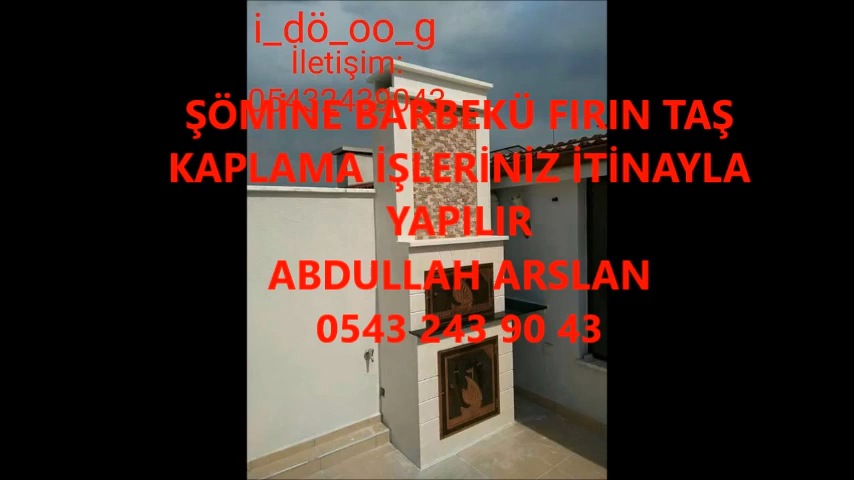 i_dö_oo_g
İletişim:
05432439043
ŞÖMİNE BARBEKÜ FIRIN TAŞ
KAPLAMA İŞLERİNİZ İTİNAYLA
YAPILIR
ABDULLAH ARSLAN
0543 243 90 43